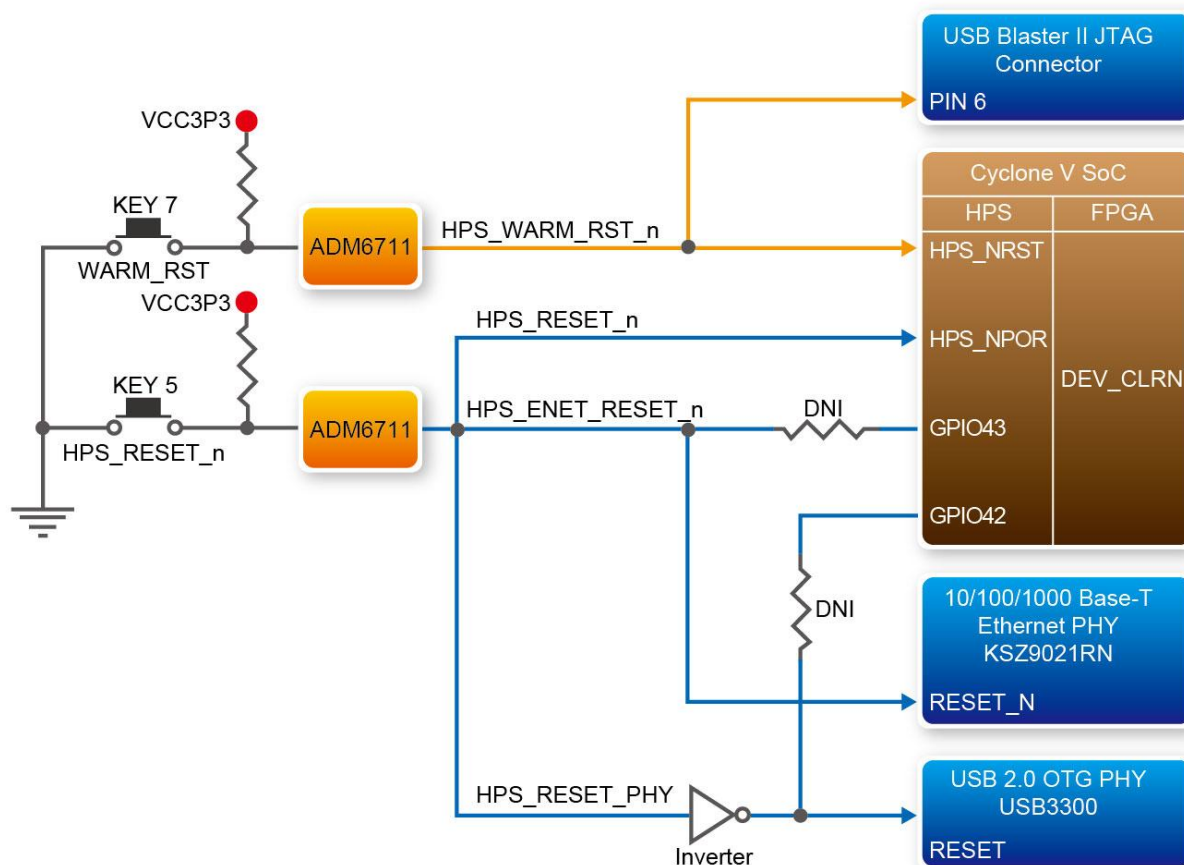 USB Blaster II JTAG
Connector
PIN 6
VCC3P3
KEY 7
WARM_RST
ADM6711
HPS_WARM_RST_n
Cyclone V SoC
HPS
FPGA
HPS_NRST
HPS_NPOR
DEV_CLRN
GPIO43
GPIO42
VCC3P3
KEY 5
HPS_RESET_n
ADM6711
HPS_RESET_n
HPS_ENET_RESET_n
DNI
DNI
10/100/1000 Base-T
Ethernet PHY
KSZ9021RN
RESET_N
HPS_RESET_PHY
Inverter
USB 2.0 OTG PHY
USB3300
RESET